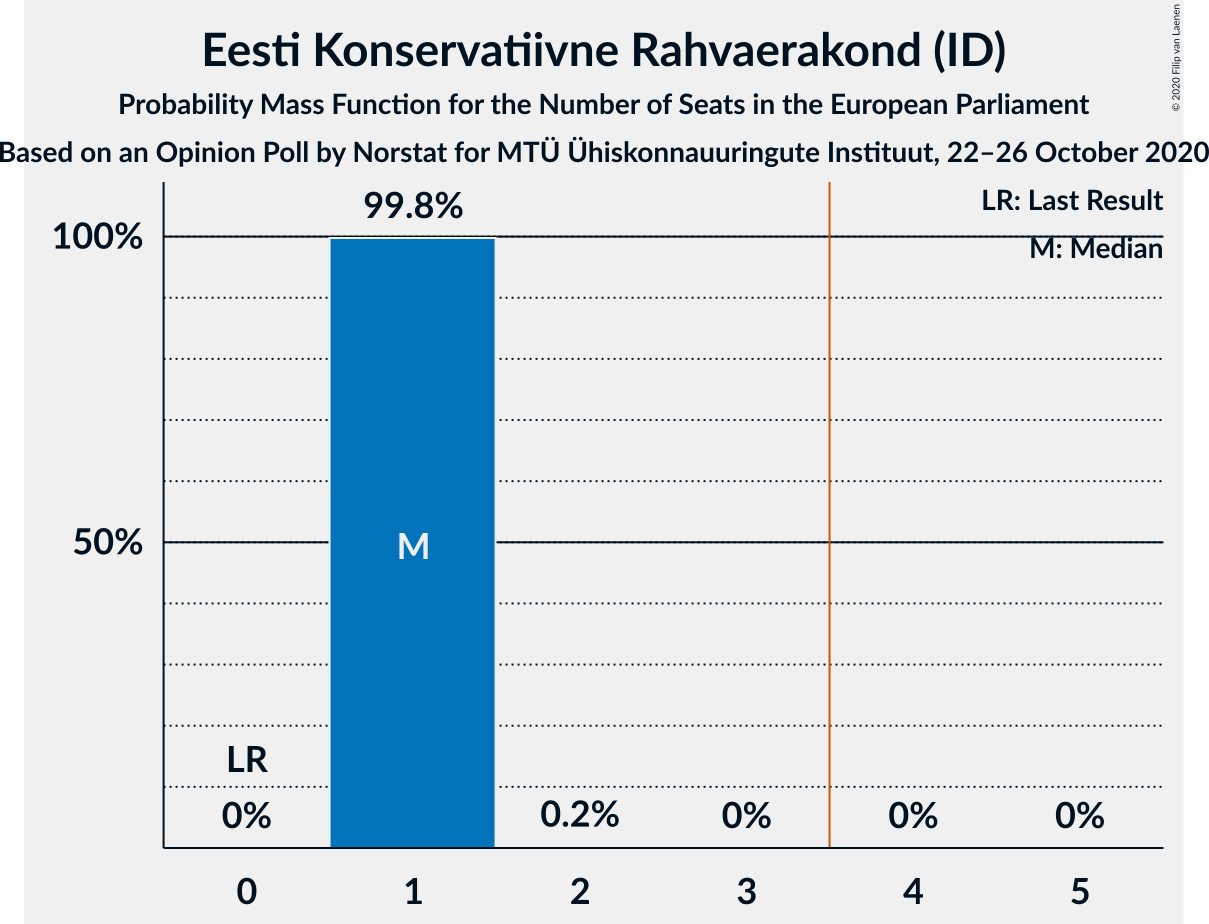 Eesti Konservatiivne Rahvaerakond (ID)
Probability Mass Function for the Number of Seats in the European Parliament
Based on an Opinion Poll by Norstat for MTÜ Ühiskonnauuringute Instituut, 22–26 October 2020
© 2020 Filip van Laenen
LR: Last Result
M: Median
99.8%
100%
50%
M
LR
0%
0.2%
0%
0%
0%
0 1 2 3 4 5